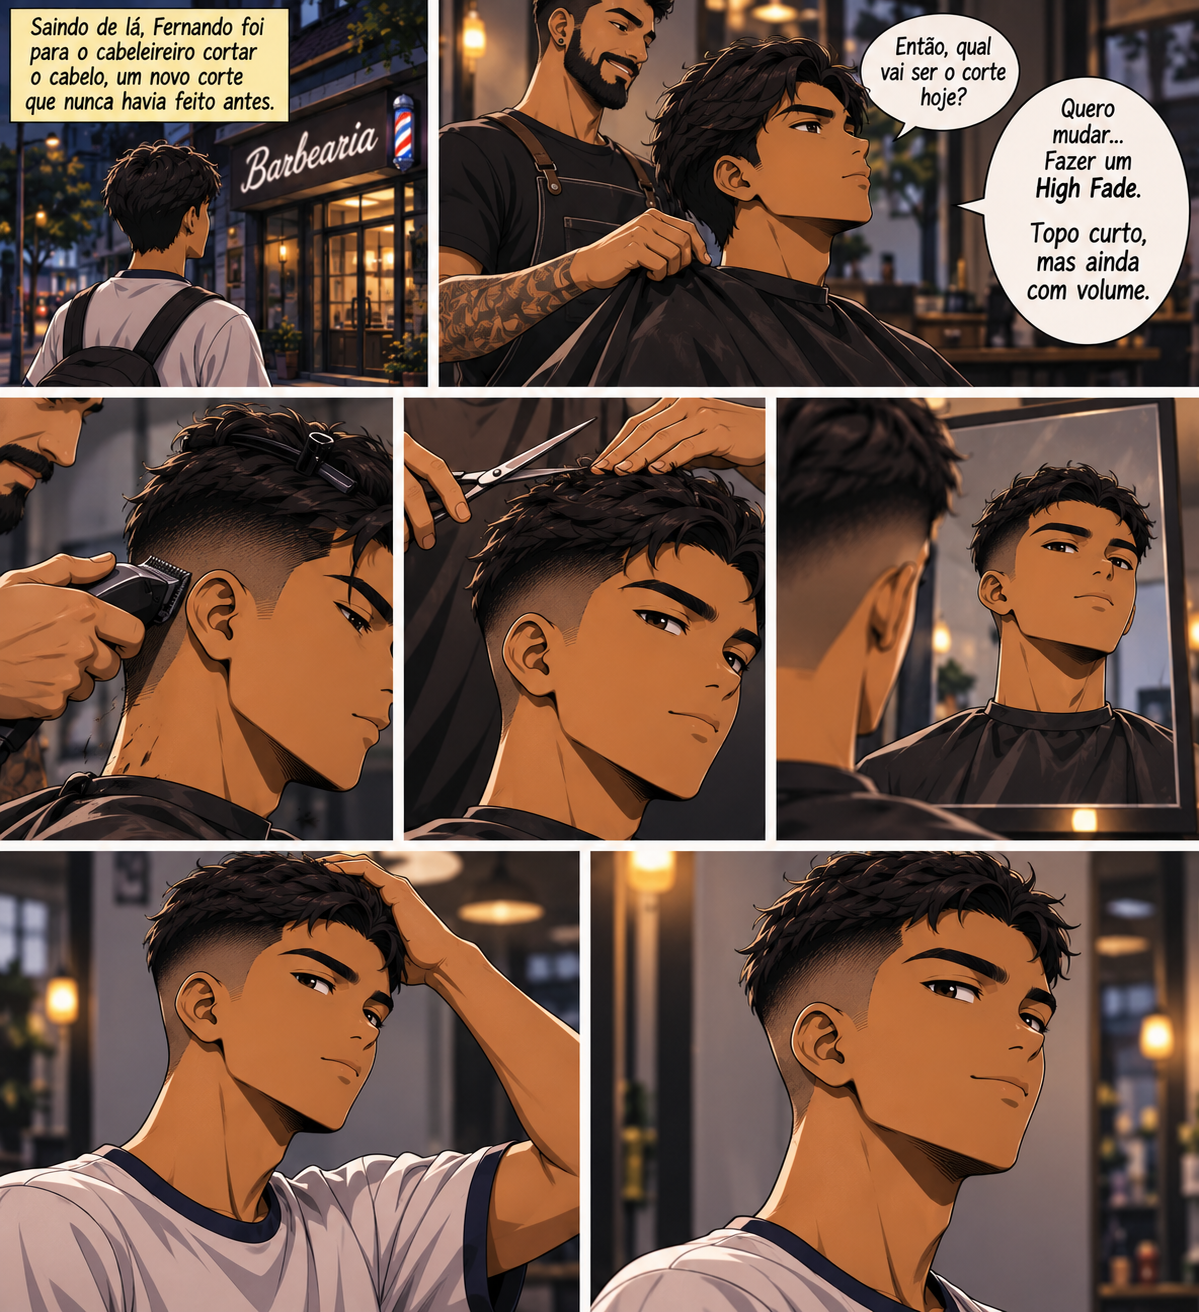 Saindo de lá, Fernando foi
para o cabeleireiro cortar
o cabelo, um novo corte
que nunca havia feito antes.
Barbearia
Então, qual
vai ser o corte
hoje?
Quero
mudar...
Fazer um
High Fade.
Topo curto,
mas ainda
com volume.